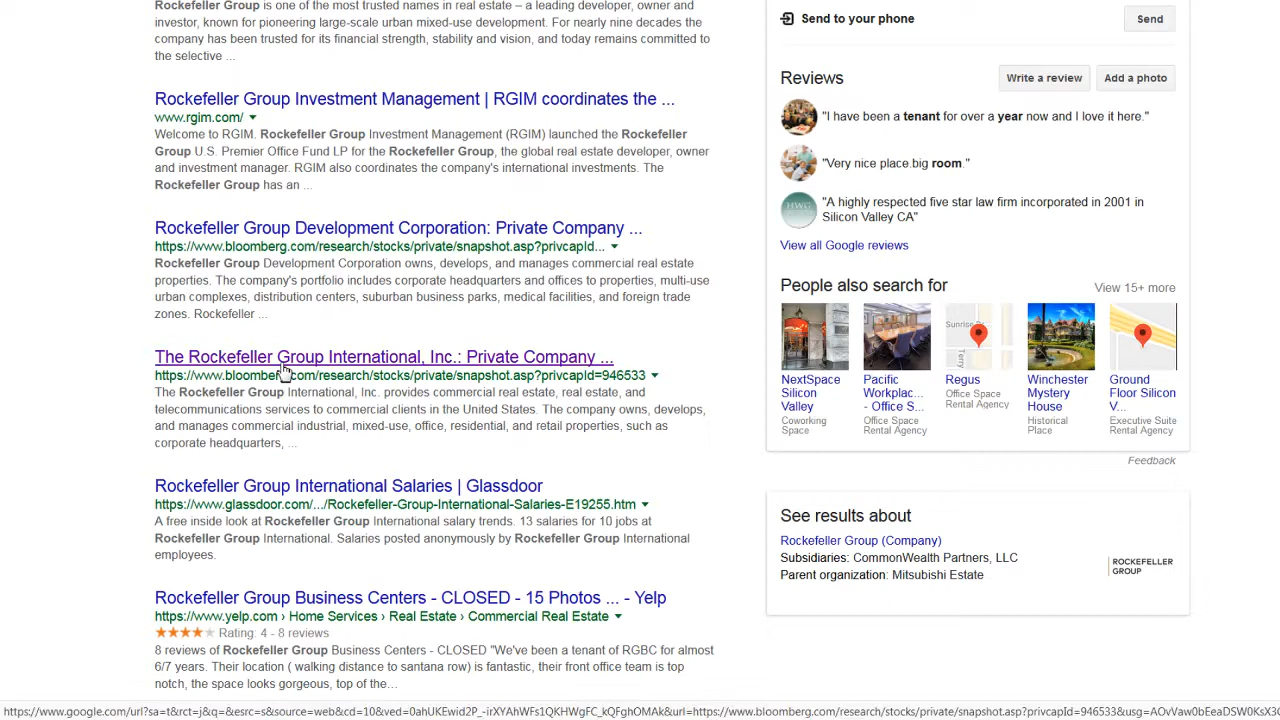 Rockefeller Group is one of the most trusted names in real estate – a leading developer, owner and
investor, known for pioneering large-scale urban mixed-use development. For nearly nine decades the
company has been trusted for its financial strength, stability and vision, and today remains committed to
the selective ...
Rockefeller Group Investment Management | RGIM coordinates the ...
www.rgim.com/
Welcome to RGIM. Rockefeller Group Investment Management (RGIM) launched the Rockefeller
Group U.S. Premier Office Fund LP for the Rockefeller Group, the global real estate developer, owner
and investment manager. RGIM also coordinates the company's international investments. The
Rockefeller Group has an ...
Rockefeller Group Development Corporation: Private Company ...
https://www.bloomberg.com/research/stocks/private/snapshot.asp?privcapId...
Rockefeller Group Development Corporation owns, develops, and manages commercial real estate
properties. The company's portfolio includes corporate headquarters and offices to properties, multi-use
urban complexes, distribution centers, suburban business parks, medical facilities, and foreign trade
zones. Rockefeller ...
The Rockefeller Group International, Inc.: Private Company ...
https://www.bloomberg.com/research/stocks/private/snapshot.asp?privcapId=946533
The Rockefeller Group International, Inc. provides commercial real estate, real estate, and
telecommunications services to commercial clients in the United States. The company owns, develops,
and manages commercial industrial, mixed-use, office, residential, and retail properties, such as
corporate headquarters, ...
Rockefeller Group International Salaries | Glassdoor
https://www.glassdoor.com/.../Rockefeller-Group-International-Salaries-E19255.htm
A free inside look at Rockefeller Group International salary trends. 13 salaries for 10 jobs at
Rockefeller Group International. Salaries posted anonymously by Rockefeller Group International
employees.
Rockefeller Group Business Centers - CLOSED - 15 Photos ... - Yelp
https://www.yelp.com › Home Services › Real Estate › Commercial Real Estate
Rating: 4 - 8 reviews
8 reviews of Rockefeller Group Business Centers - CLOSED "We've been a tenant of RGBC for almost
6/7 years. Their location ( walking distance to santana row) is fantastic, their front office team is top
notch, the space looks gorgeous, top of the...
Send to your phone
Send
Reviews
Write a review
Add a photo
"I have been a tenant for over a year now and I love it here."
"Very nice place.big room."
HWG
"A highly respected five star law firm incorporated in 2001 in
Silicon Valley CA"
View all Google reviews
People also search for
View 15+ more
NextSpace
Silicon
Valley
Coworking
Space
Pacific
Workplac...
- Office S...
Office Space
Rental Agency
Regus
Office Space
Rental Agency
Winchester
Mystery
House
Historical
Place
Ground
Floor Silicon
V...
Executive Suite
Rental Agency
Feedback
See results about
Rockefeller Group (Company)
Subsidiaries: CommonWealth Partners, LLC
Parent organization: Mitsubishi Estate
ROCKEFELLER
GROUP